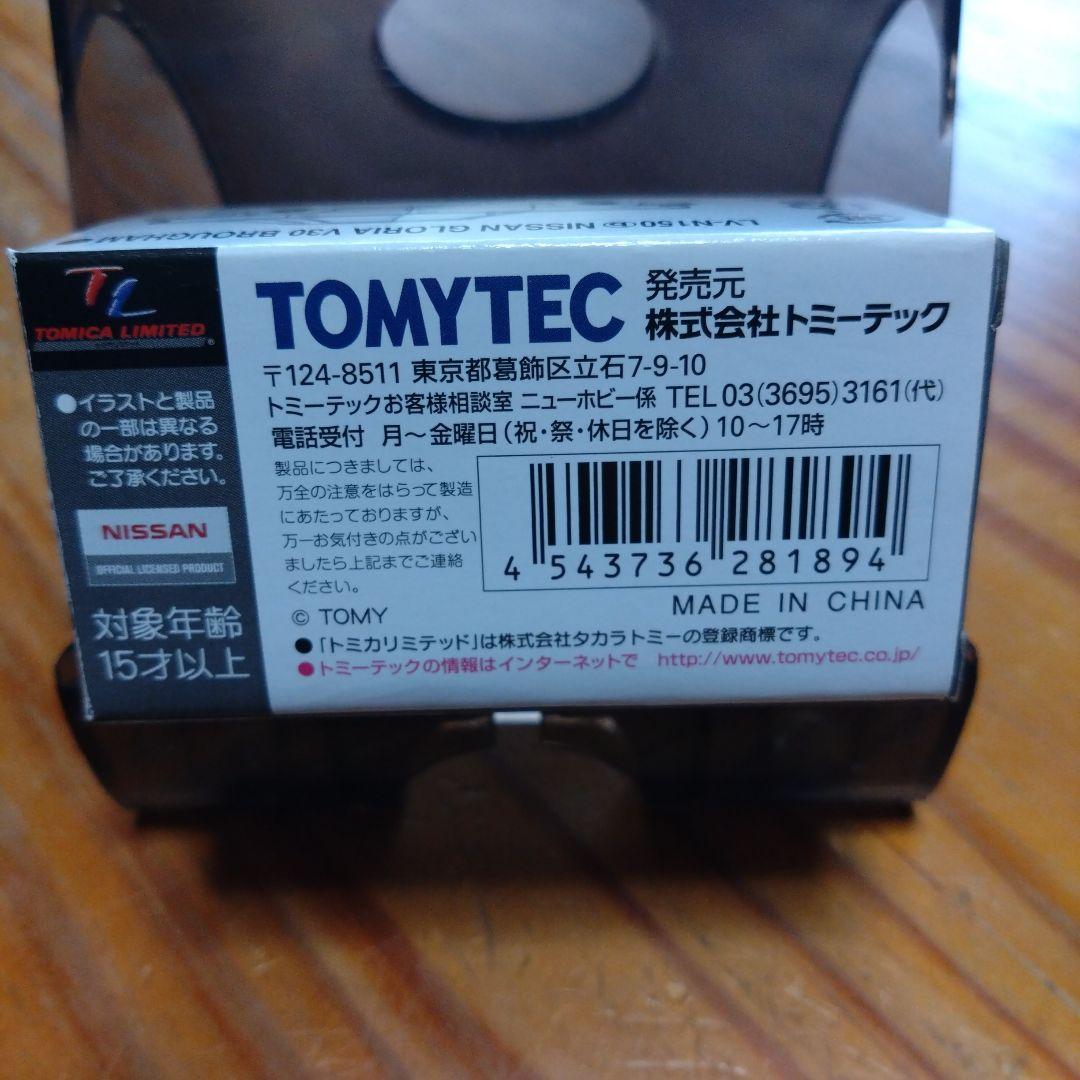 LV-N150 b NISSAN GLORIA V30 BROUGHAM
TL
TOMICA LIMITED
®
●イラストと製品
の一部は異なる
場合があります。
ご了承ください。
NISSAN
OFFICIAL LICENSED PRODUCT
対象年齢
15才以上
TOMYTEC
発売元
株式会社トミーテック
〒124-8511 東京都葛飾区立石7-9-10
トミーテックお客様相談室 ニューホビー係 TEL 03(3695)3161(代)
電話受付 月～金曜日(祝・祭・休日を除く)10～17時
製品につきましては、
万全の注意をはらって製造
にあたっておりますが、
万一お気付きの点がござい
ましたら上記までご連絡
ください。
4 543736 281894
© TOMY
MADE IN CHINA
●「トミカリミテッド」は株式会社タカラトミーの登録商標です。
●トミーテックの情報はインターネットで http://www.tomytec.co.jp/